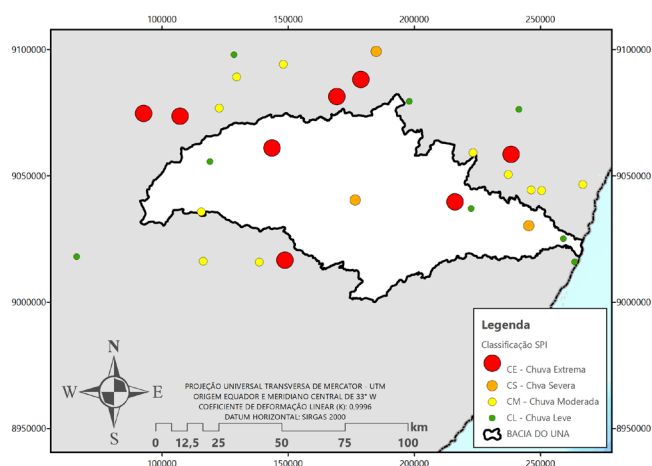 100000 150000 200000 250000
9100000 9100000
9050000 9050000
9000000 9000000
8950000 8950000
Legenda
Classificação SPI
CE - Chuva Extrema
CS - Chva Severa
CM - Chuva Moderada
CL - Chuva Leve
BACIA DO UNA
N
W E
S
PROJEÇÃO UNIVERSAL TRANSVERSA DE MERCATOR - UTM
ORIGEM EQUADOR E MERIDIANO CENTRAL DE 33° W
COEFICIENTE DE DEFORMAÇÃO LINEAR (K): 0,9996
DATUM HORIZONTAL: SIRGAS 2000
km
0 12,5 25 50 75 100
100000 150000 200000 250000